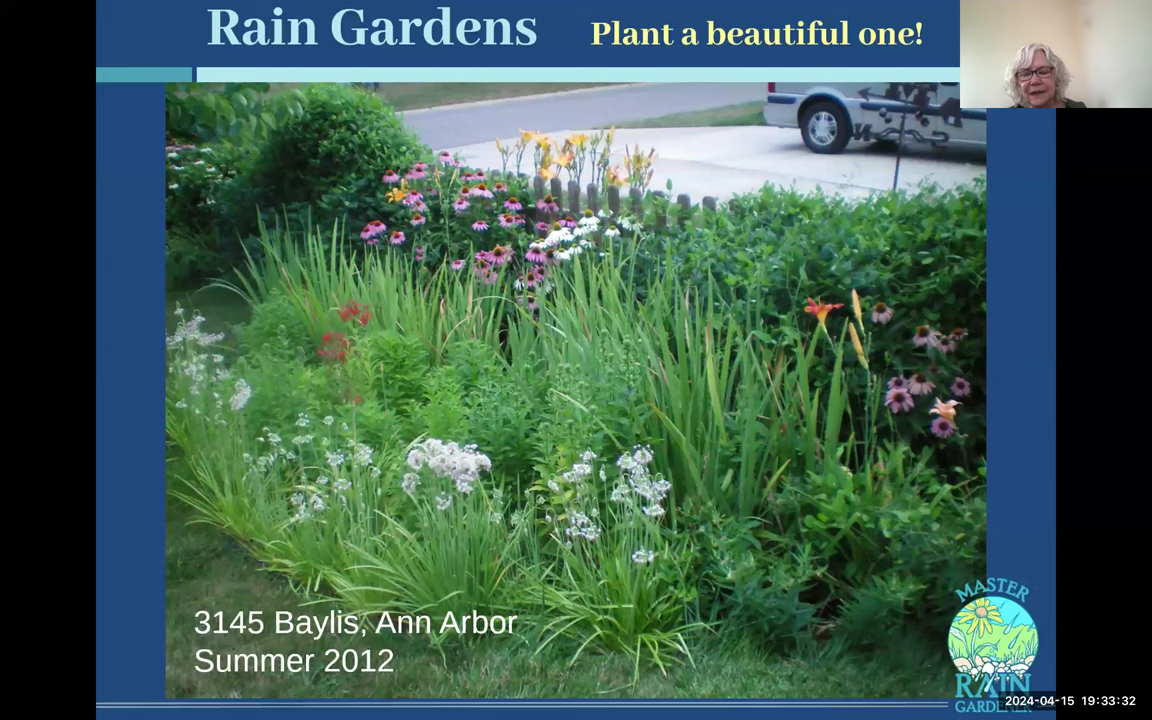 Rain Gardens
Plant a beautiful one!
3145 Baylis, Ann Arbor
Summer 2012
MASTER
RAIN
GARDENER
2024-04-15 19:33:32